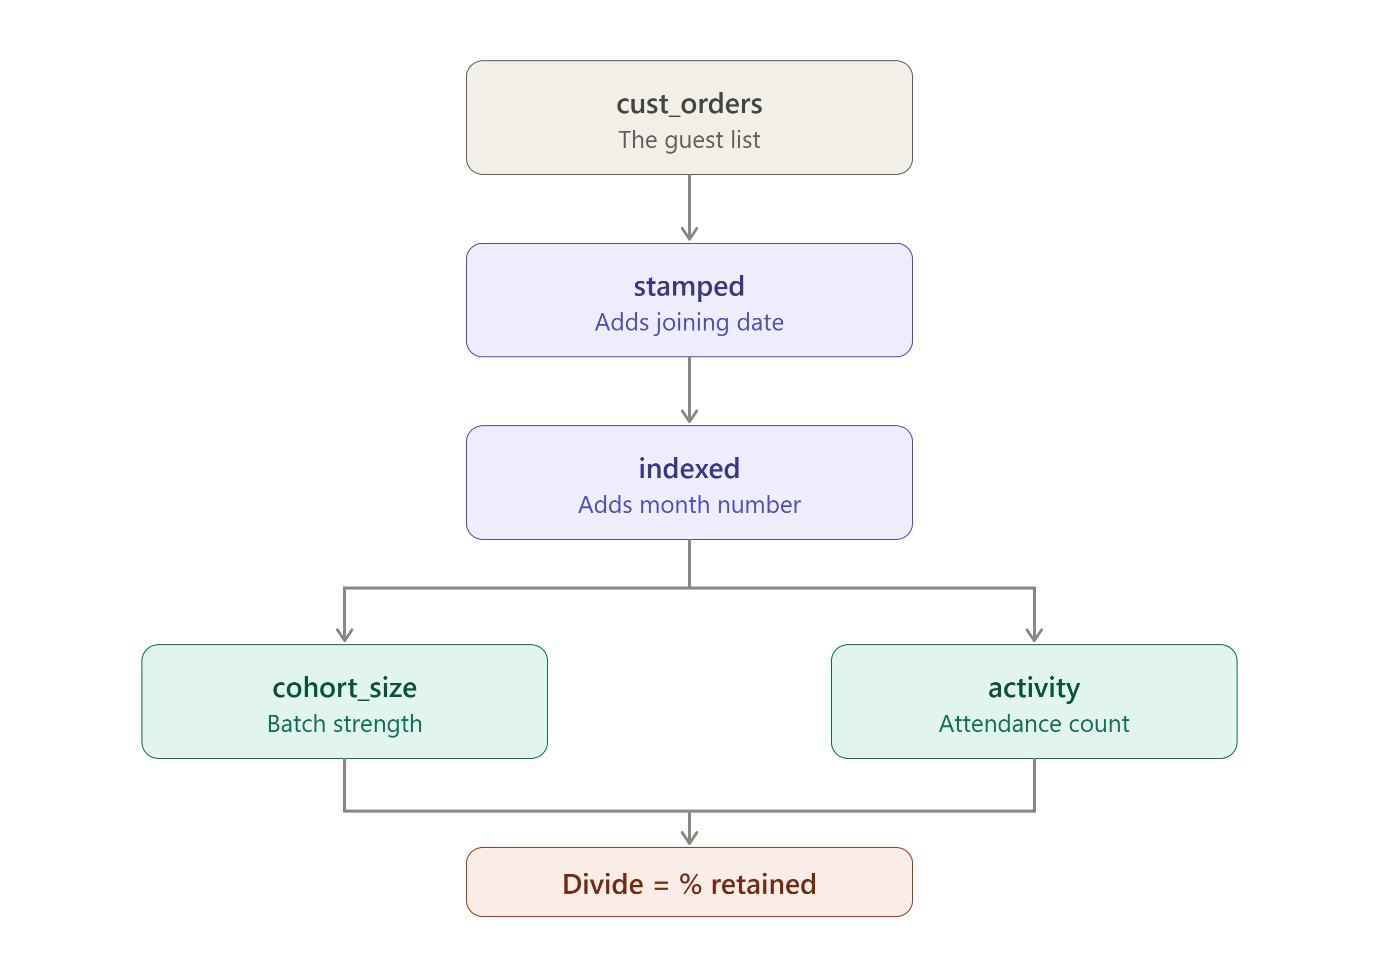 cust_orders
The guest list
stamped
Adds joining date
indexed
Adds month number
cohort_size
Batch strength
activity
Attendance count
Divide = % retained